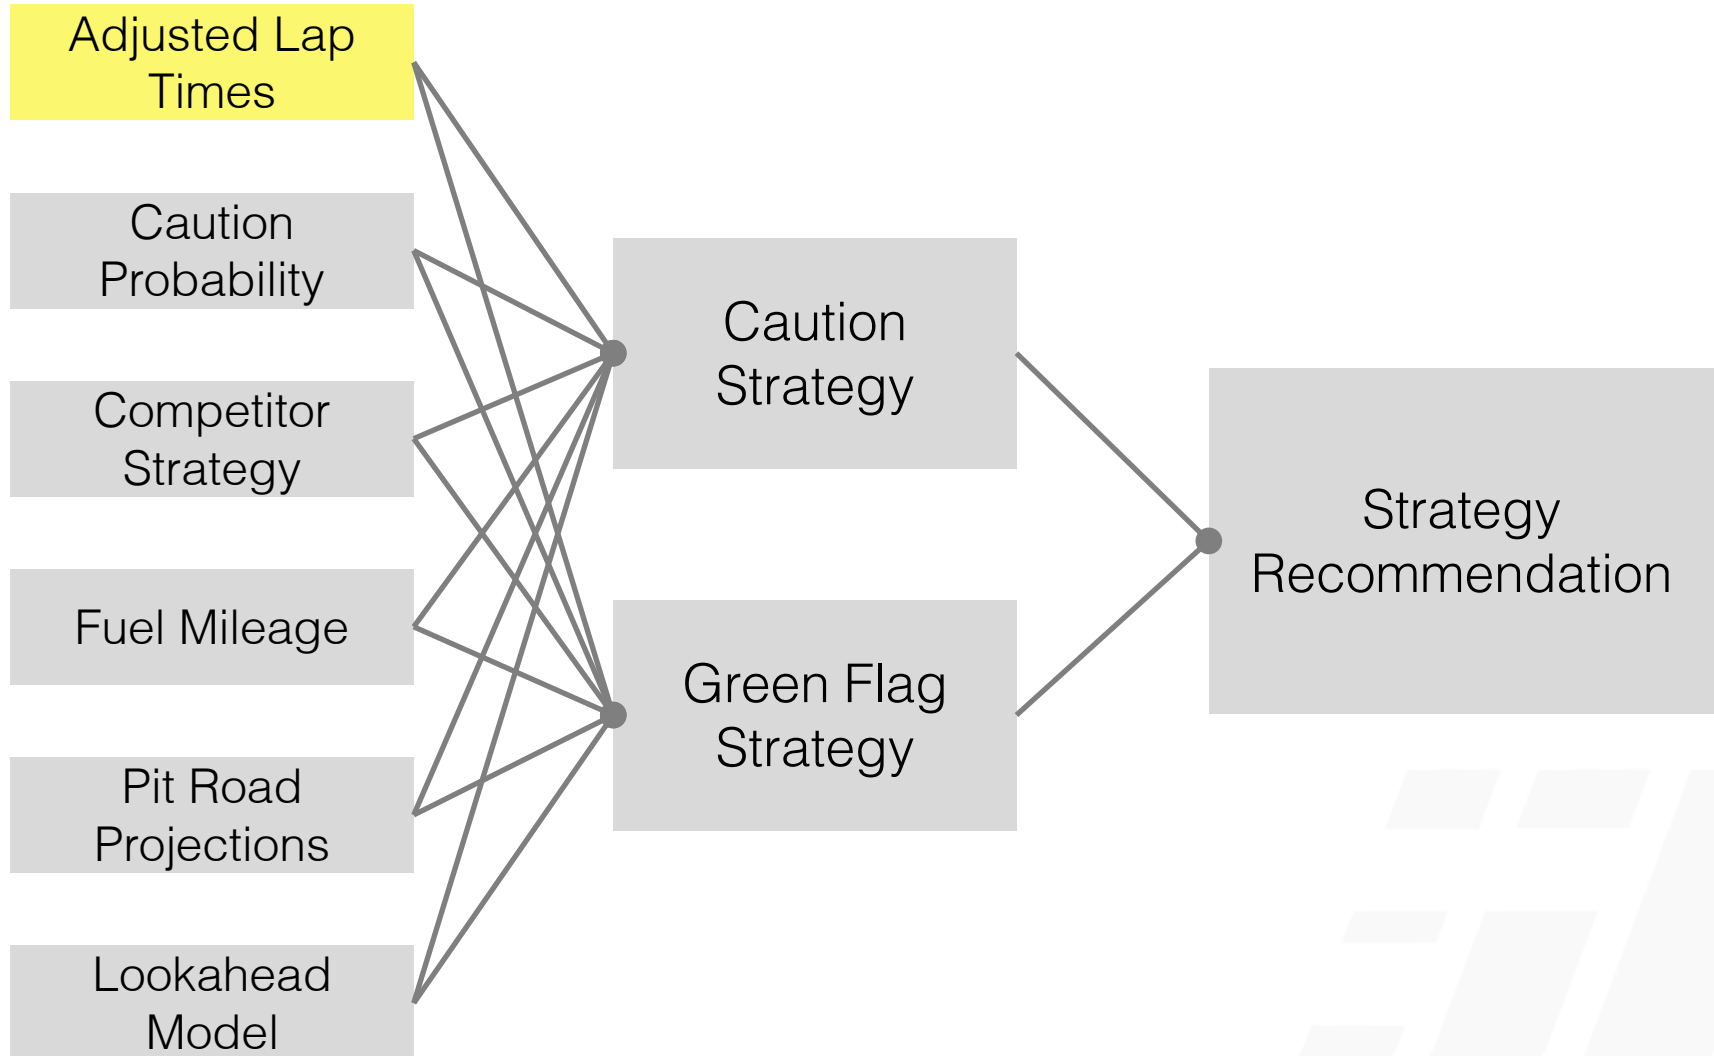 Adjusted Lap
Times
Caution
Probability
Competitor
Strategy
Fuel Mileage
Pit Road
Projections
Lookahead
Model
Caution
Strategy
Green Flag
Strategy
Strategy
Recommendation